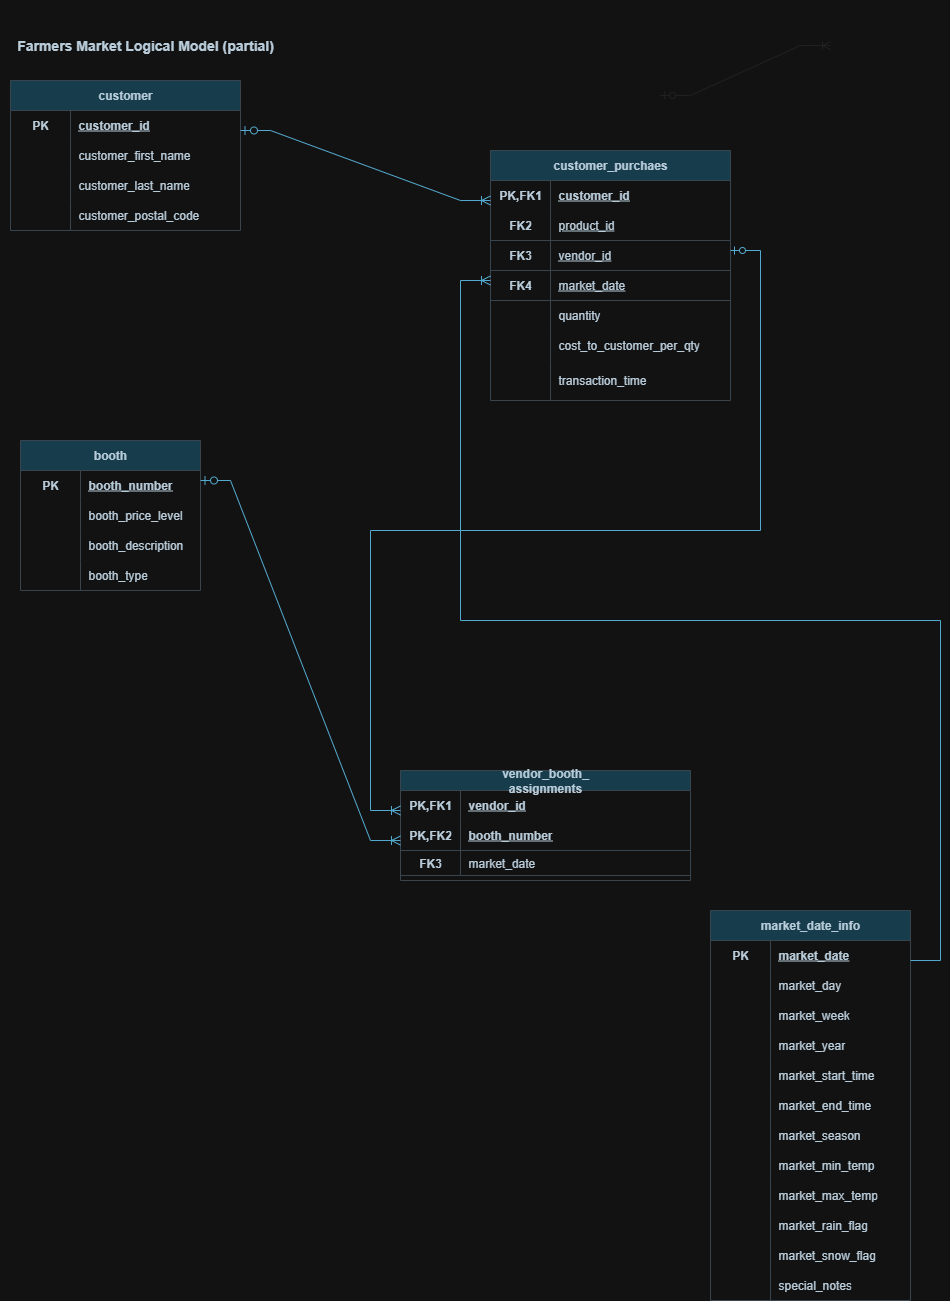 Farmers Market Logical Model (partial)
customer
PK customer_id
customer_first_name
customer_last_name
customer_postal_code
customer_purchaes
PK,FK1 customer_id
FK2 product_id
FK3 vendor_id
FK4 market_date
quantity
cost_to_customer_per_qty
transaction_time
booth
PK booth_number
booth_price_level
booth_description
booth_type
vendor_booth_
assignments
PK,FK1 vendor_id
PK,FK2 booth_number
FK3 market_date
market_date_info
PK market_date
market_day
market_week
market_year
market_start_time
market_end_time
market_season
market_min_temp
market_max_temp
market_rain_flag
market_snow_flag
special_notes